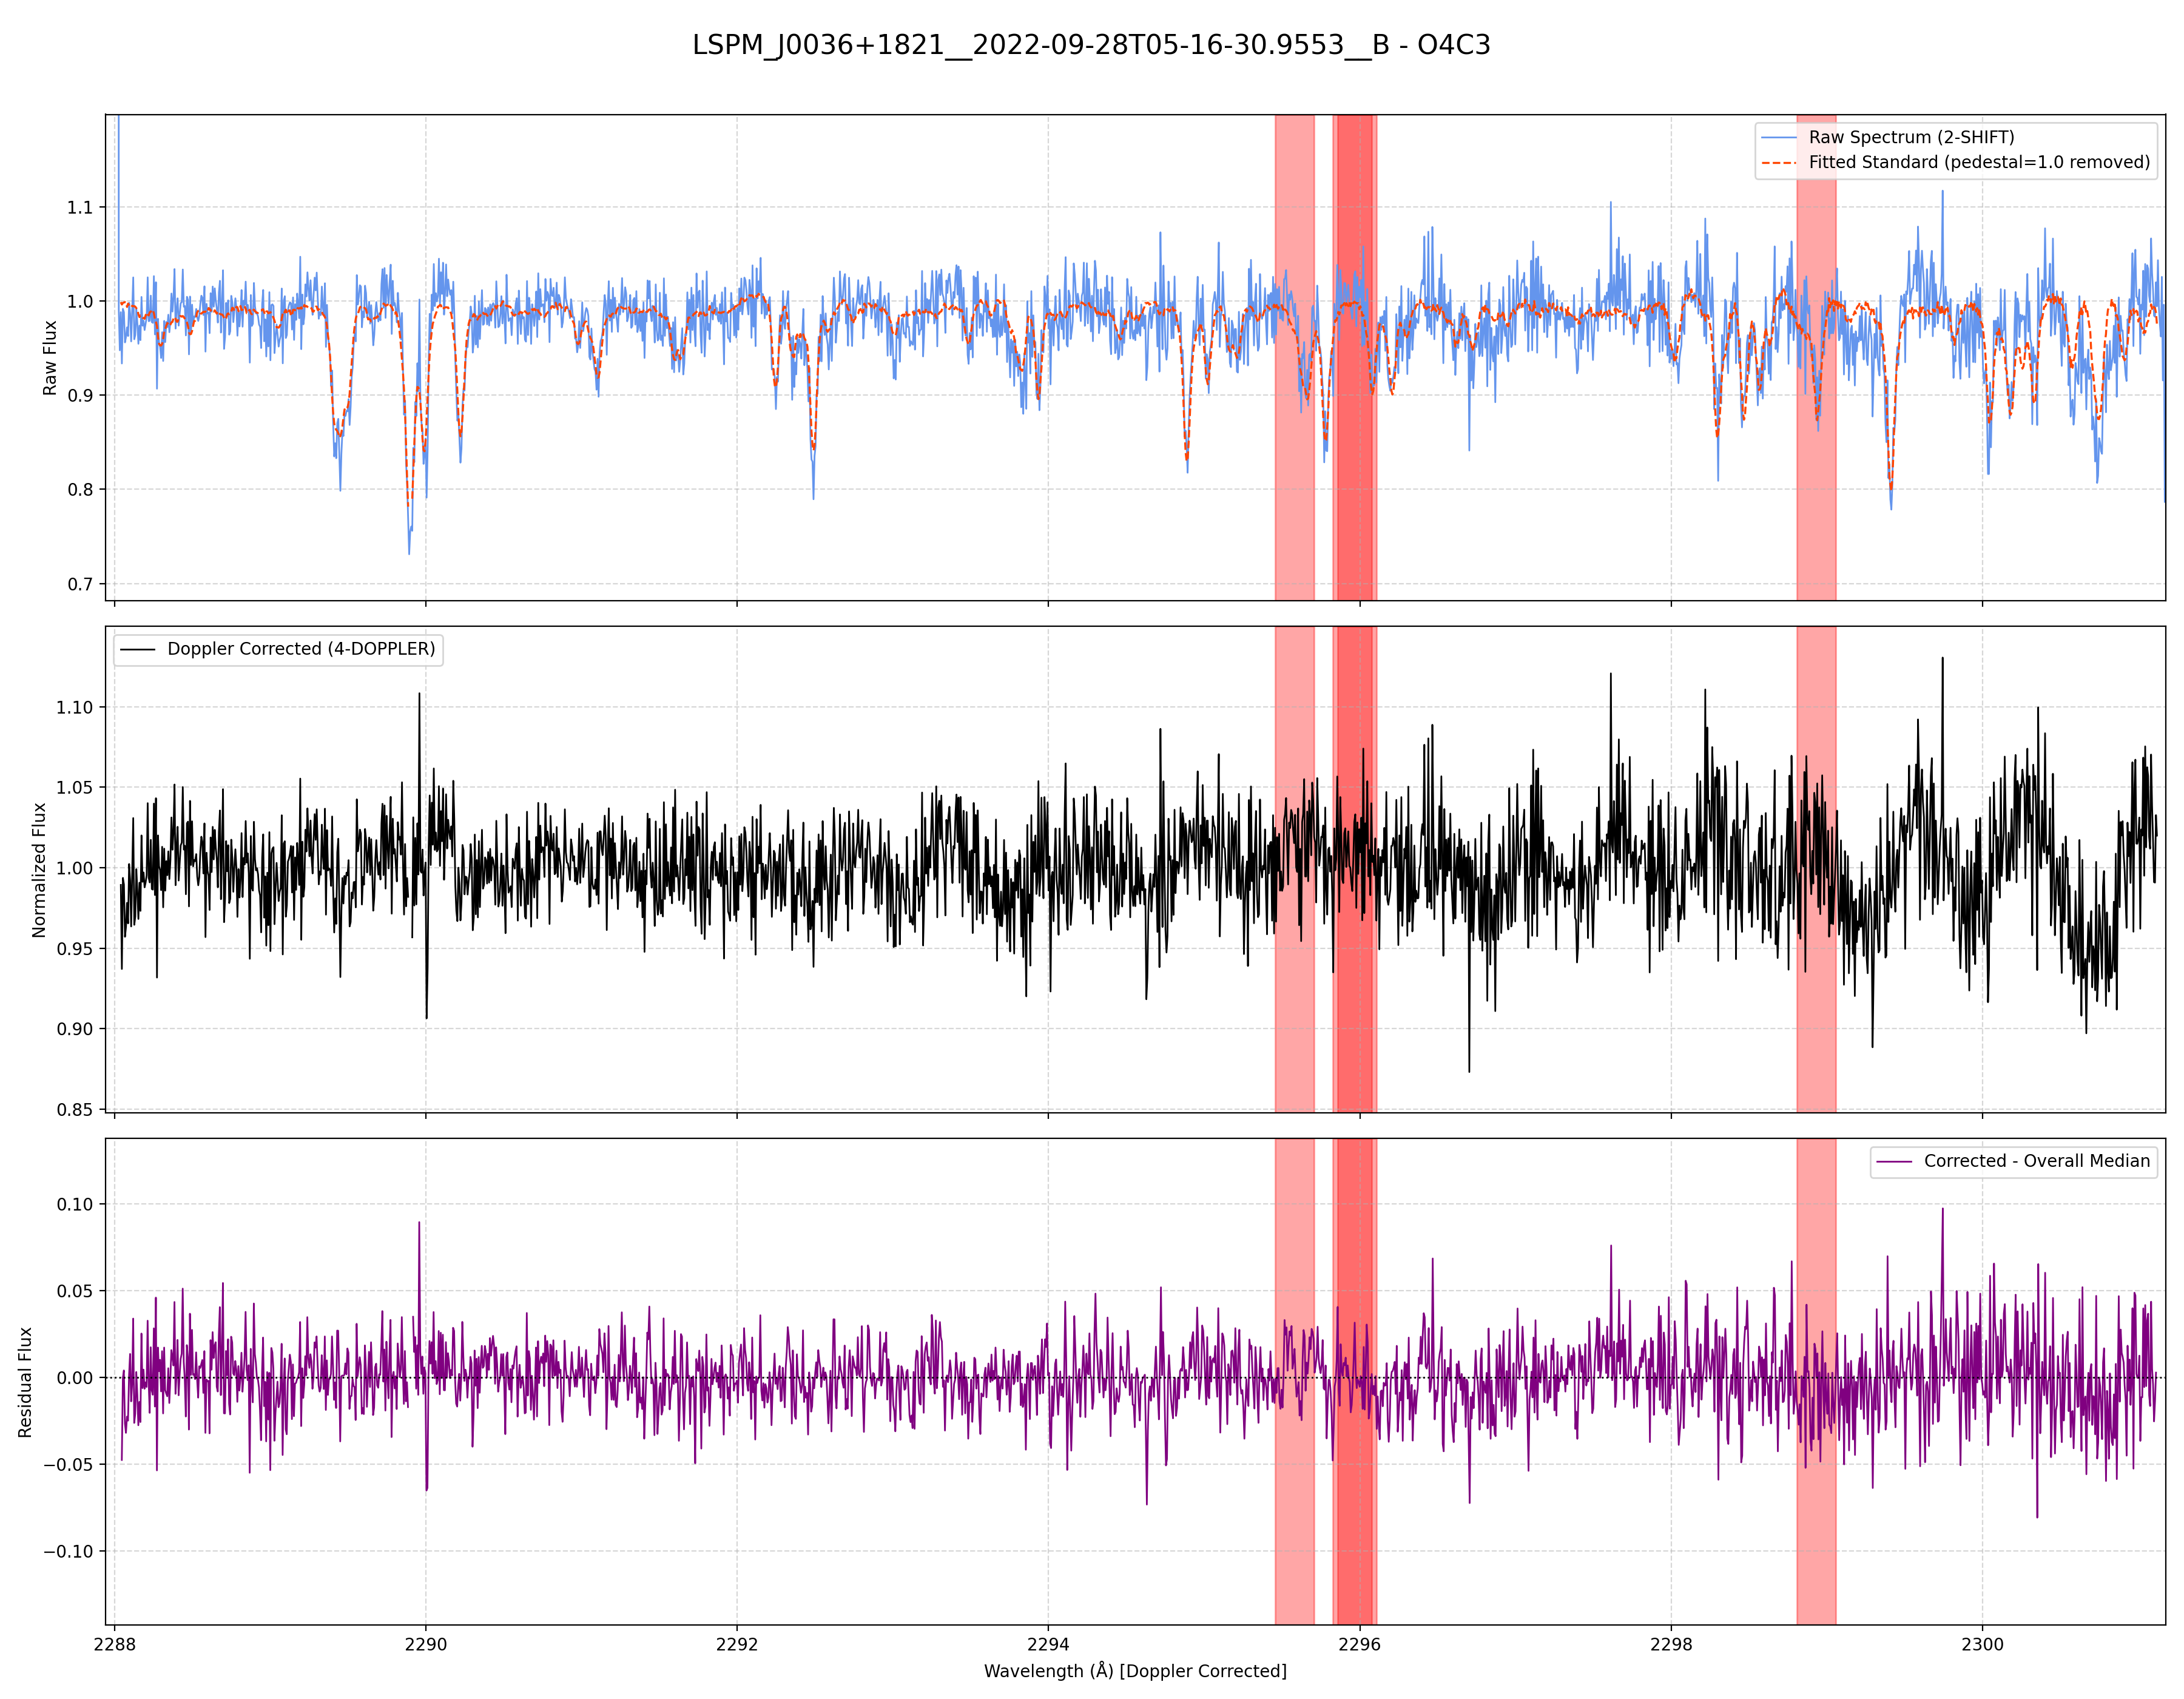 LSPM_J0036+1821__2022-09-28T05-16-30.9553__B - O4C3
Raw Spectrum (2-SHIFT)
Fitted Standard (pedestal=1.0 removed)
1.1
1.0
0.9
0.8
0.7
Raw Flux
Doppler Corrected (4-DOPPLER)
1.10
1.05
1.00
0.95
0.90
0.85
Normalized Flux
Corrected - Overall Median
0.10
0.05
0.00
−0.05
−0.10
Residual Flux
2288 2290 2292 2294 2296 2298 2300
Wavelength (Å) [Doppler Corrected]